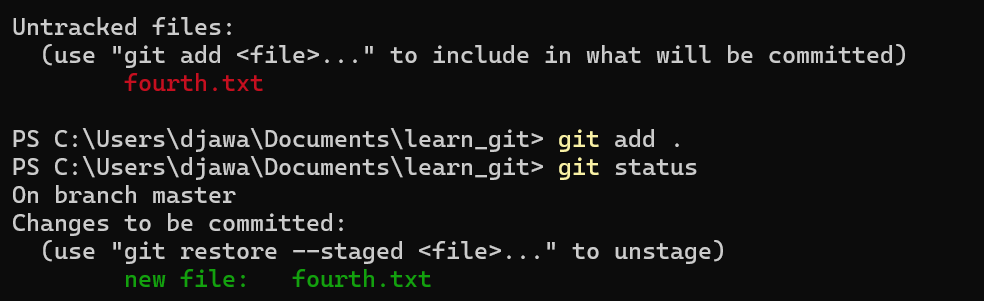 Untracked files:
  (use "git add <file>..." to include in what will be committed)
        fourth.txt

PS C:\Users\djawa\Documents\learn_git> git add .
PS C:\Users\djawa\Documents\learn_git> git status
On branch master
Changes to be committed:
  (use "git restore --staged <file>..." to unstage)
        new file:   fourth.txt